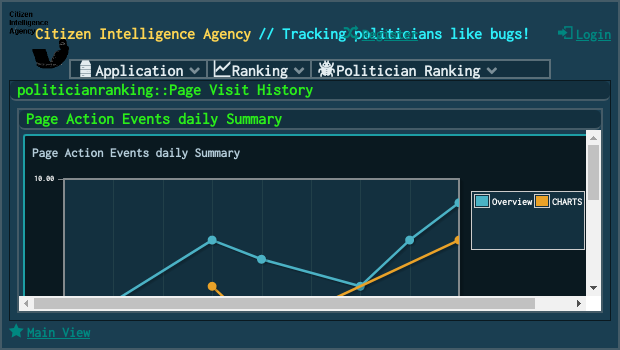 Citizen
Intelligence
Agency
Citizen Intelligence Agency // Tracking politicians like bugs!
Register
Login
Application
Ranking
Politician Ranking
politicianranking::Page Visit History
Page Action Events daily Summary
Page Action Events daily Summary
10.00
Overview
CHARTS
Main View